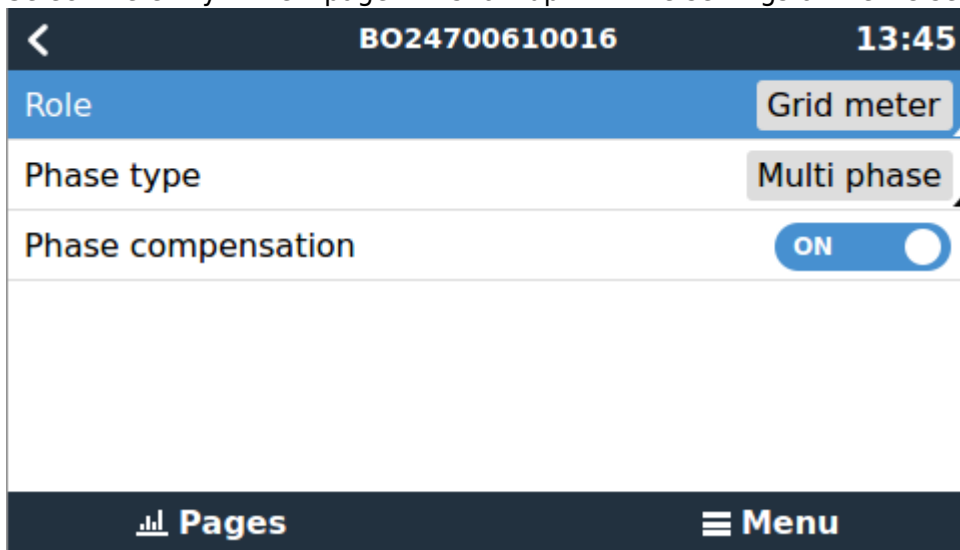 BO24700610016 13:45
Role Grid meter
Phase type Multi phase
Phase compensation ON
Pages Menu